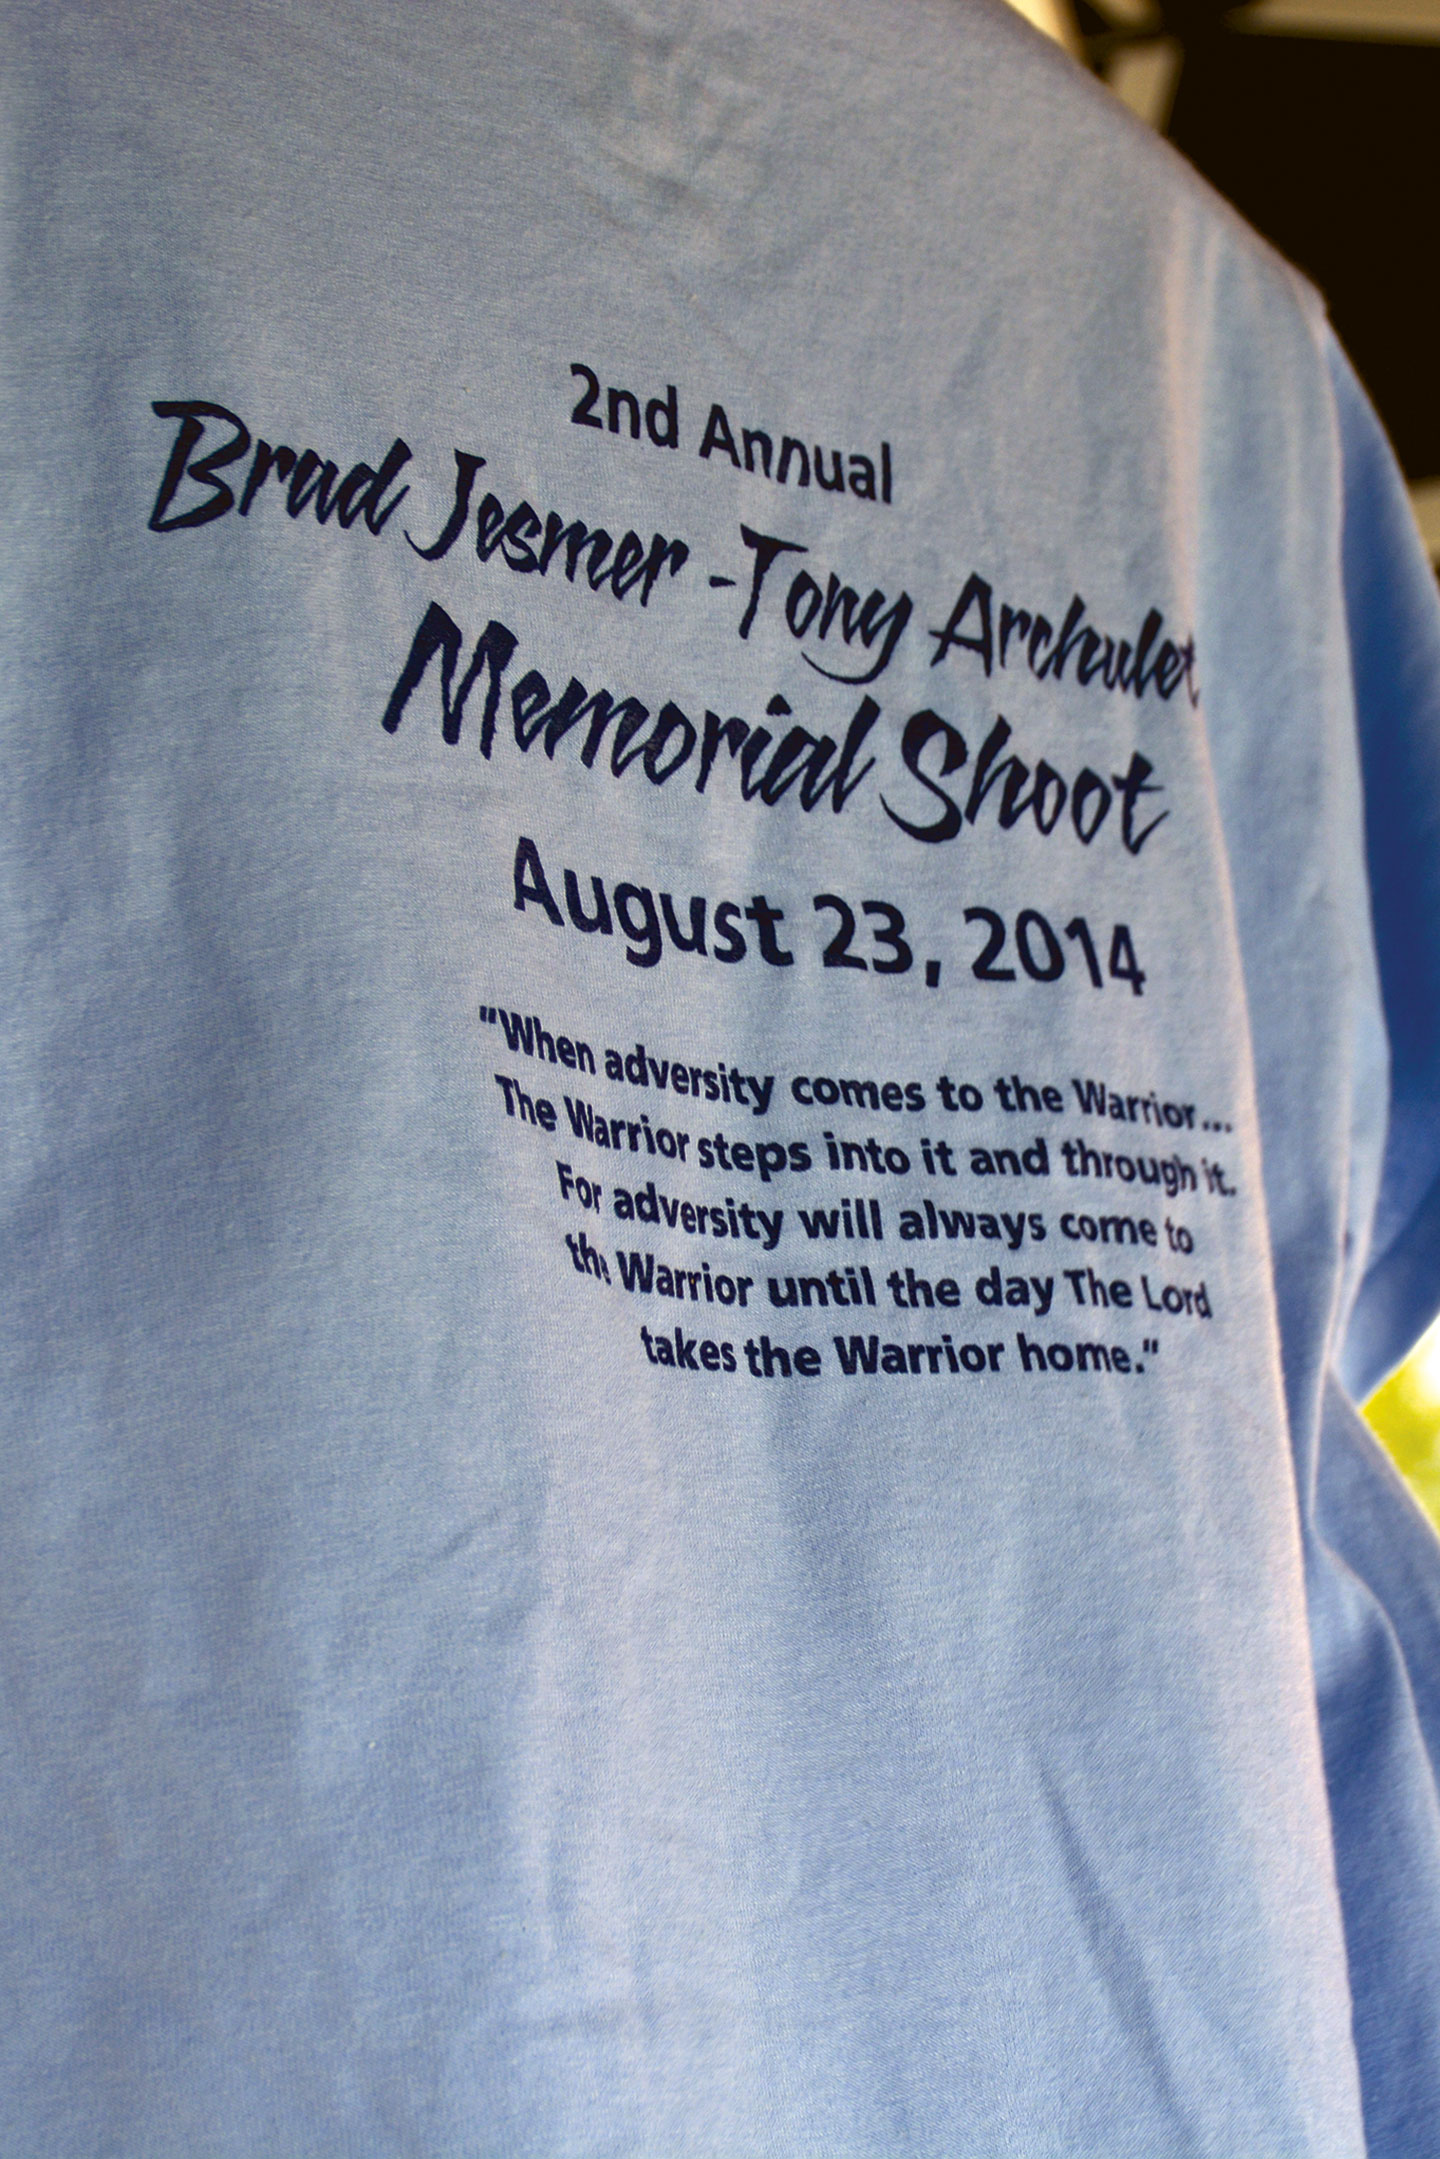 2nd Annual
Brad Jesmer -Tony Archulet
Memorial Shoot
August 23, 2014
"When adversity comes to the Warrior...
The Warrior steps into it and through it.
For adversity will always come to
the Warrior until the day The Lord
takes the Warrior home."